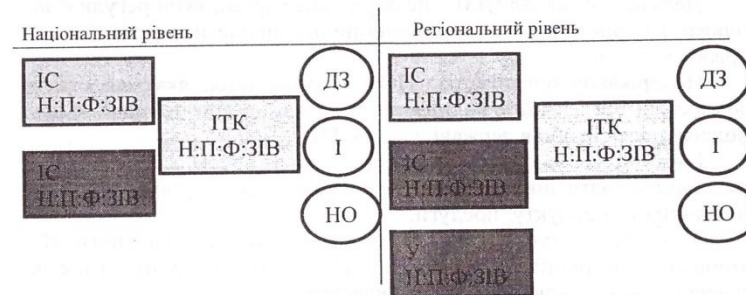 Національний рівень
ІС
Н:П:Ф:ЗІВ
ІС
Н:П:Ф:ЗІВ
ІТК
Н:П:Ф:ЗІВ
ДЗ
І
НО
Регіональний рівень
ІС
Н:П:Ф:ЗІВ
ІС
Н:П:Ф:ЗІВ
У
Н:П:Ф:ЗІВ
ІТК
Н:П:Ф:ЗІВ
ДЗ
І
НО